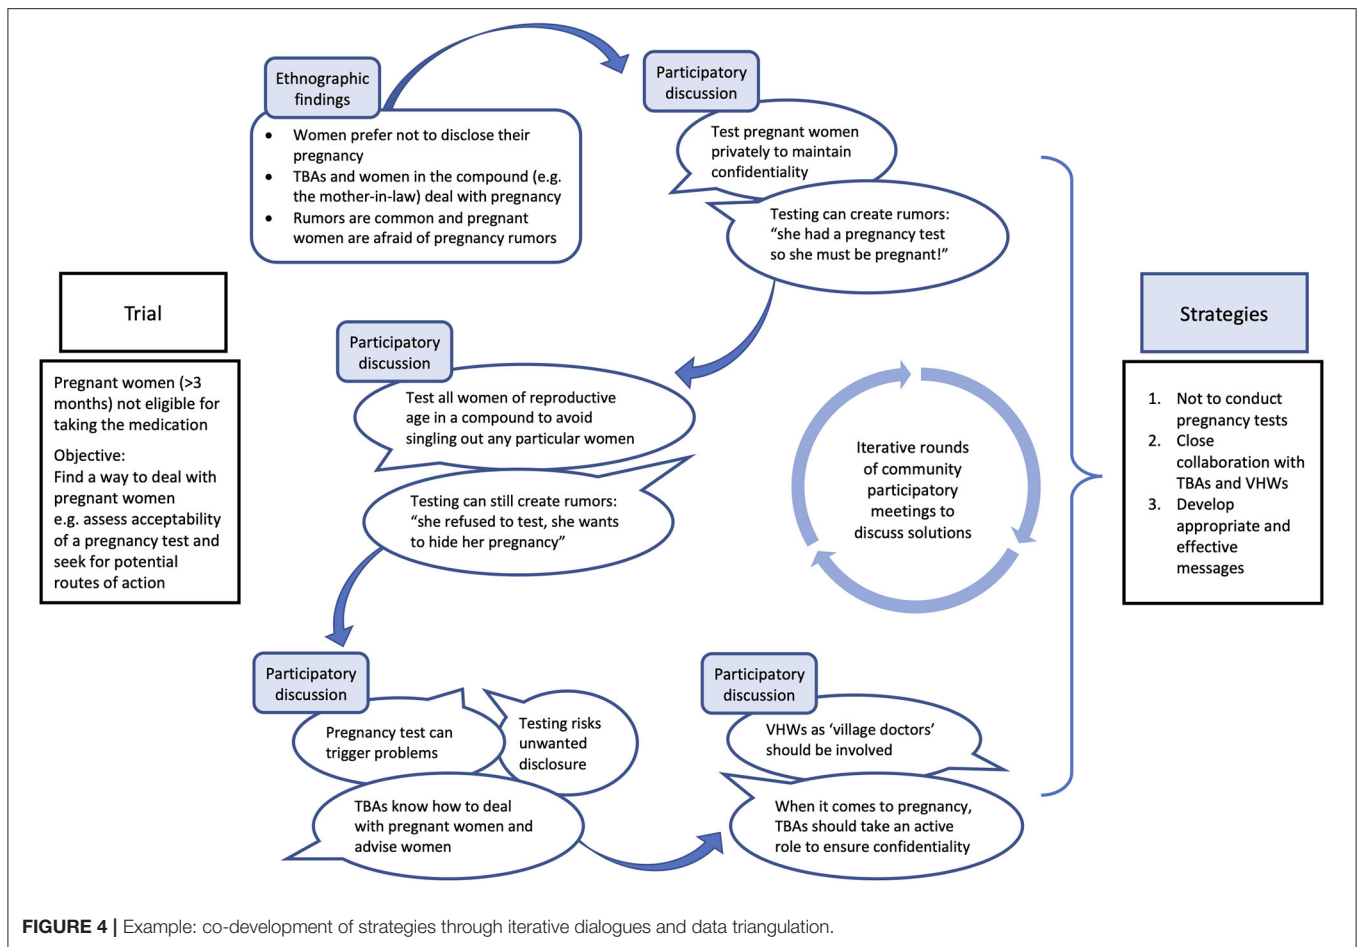 Ethnographic
findings
• Women prefer not to disclose their
pregnancy
• TBAs and women in the compound (e.g.
the mother-in-law) deal with pregnancy
• Rumors are common and pregnant
women are afraid of pregnancy rumors
Participatory
discussion
Test pregnant women
privately to maintain
confidentiality
Testing can create rumors:
“she had a pregnancy test
so she must be pregnant!”
Trial
Pregnant women (>3
months) not eligible for
taking the medication
Objective:
Find a way to deal with
pregnant women
e.g. assess acceptability
of a pregnancy test and
seek for potential
routes of action
Participatory
discussion
Test all women of reproductive
age in a compound to avoid
singling out any particular women
Testing can still create rumors:
“she refused to test, she wants
to hide her pregnancy”
Iterative rounds
of community
participatory
meetings to
discuss solutions
Strategies
1. Not to conduct
pregnancy tests
2. Close
collaboration with
TBAs and VHWs
3. Develop
appropriate and
effective
messages
Participatory
discussion
Pregnancy test can
trigger problems
Testing risks
unwanted
disclosure
TBAs know how to deal
with pregnant women and
advise women
Participatory
discussion
VHWs as ‘village doctors’
should be involved
When it comes to pregnancy,
TBAs should take an active
role to ensure confidentiality
FIGURE 4 | Example: co-development of strategies through iterative dialogues and data triangulation.